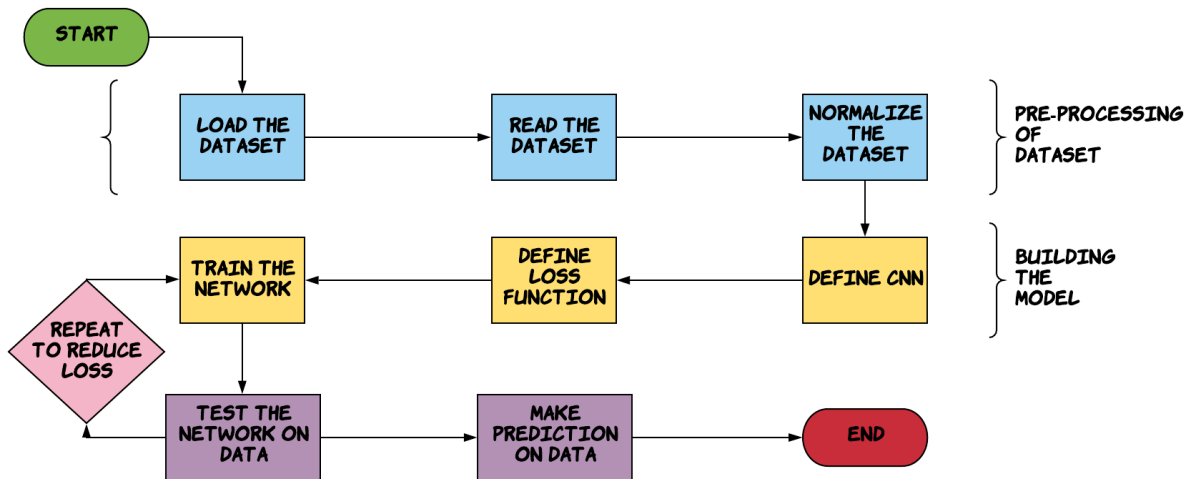 START
LOAD THE
DATASET
READ THE
DATASET
NORMALIZE
THE
DATASET
PRE-PROCESSING
OF
DATASET
TRAIN THE
NETWORK
DEFINE
LOSS
FUNCTION
DEFINE CNN
BUILDING
THE
MODEL
REPEAT
TO REDUCE
LOSS
TEST THE
NETWORK ON
DATA
MAKE
PREDICTION
ON DATA
END